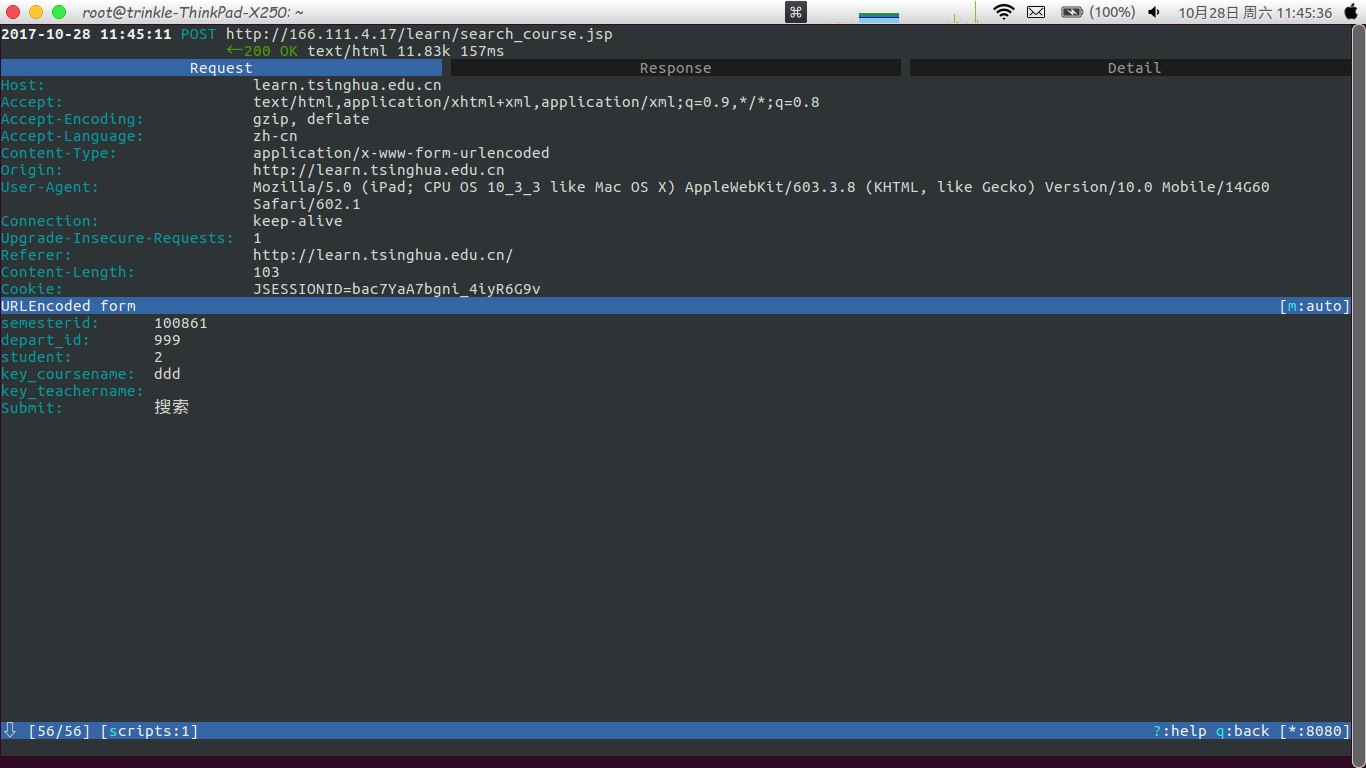 root@trinkle-ThinkPad-X250: ~
⌘
(100%)
10月28日 周六 11:45:36
2017-10-28 11:45:11 POST http://166.111.4.17/learn/search_course.jsp
←200 OK text/html 11.83k 157ms
Request Response Detail
Host: learn.tsinghua.edu.cn
Accept: text/html,application/xhtml+xml,application/xml;q=0.9,*/*;q=0.8
Accept-Encoding: gzip, deflate
Accept-Language: zh-cn
Content-Type: application/x-www-form-urlencoded
Origin: http://learn.tsinghua.edu.cn
User-Agent: Mozilla/5.0 (iPad; CPU OS 10_3_3 like Mac OS X) AppleWebKit/603.3.8 (KHTML, like Gecko) Version/10.0 Mobile/14G60
Safari/602.1
Connection: keep-alive
Upgrade-Insecure-Requests: 1
Referer: http://learn.tsinghua.edu.cn/
Content-Length: 103
Cookie: JSESSIONID=bac7YaA7bgni_4iyR6G9v
URLEncoded form [m:auto]
semesterid: 100861
depart_id: 999
student: 2
key_coursename: ddd
key_teachername:
Submit: 搜索
⇩ [56/56] [scripts:1] ?:help q:back [*:8080]